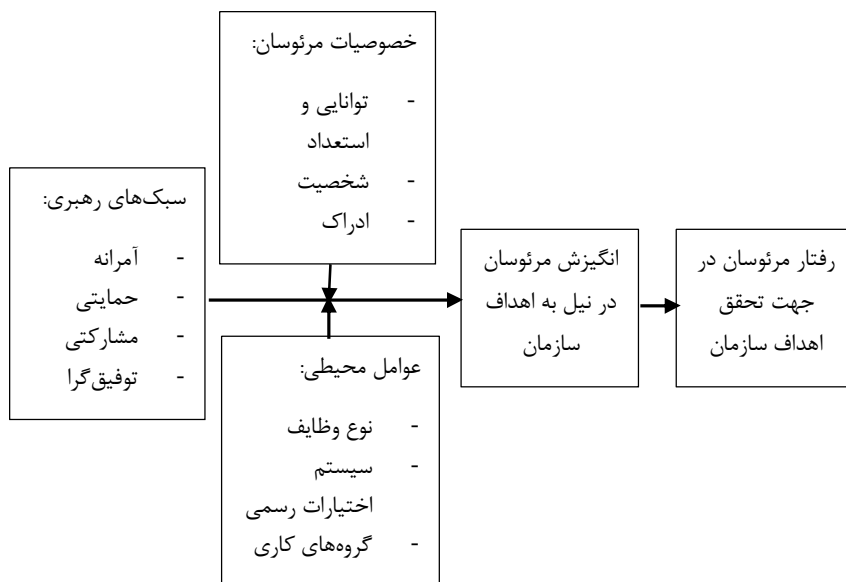 خصوصیات مرئوسان:
- توانایی و
استعداد
- شخصیت
- ادراک
سبک‌های رهبری:
- آمرانه
- حمایتی
- مشارکتی
- توفیق‌گرا
عوامل محیطی:
- نوع وظایف
- سیستم
اختیارات رسمی
- گروه‌های کاری
انگیزش مرئوسان
در نیل به اهداف
سازمان
رفتار مرئوسان در
جهت تحقق
اهداف سازمان